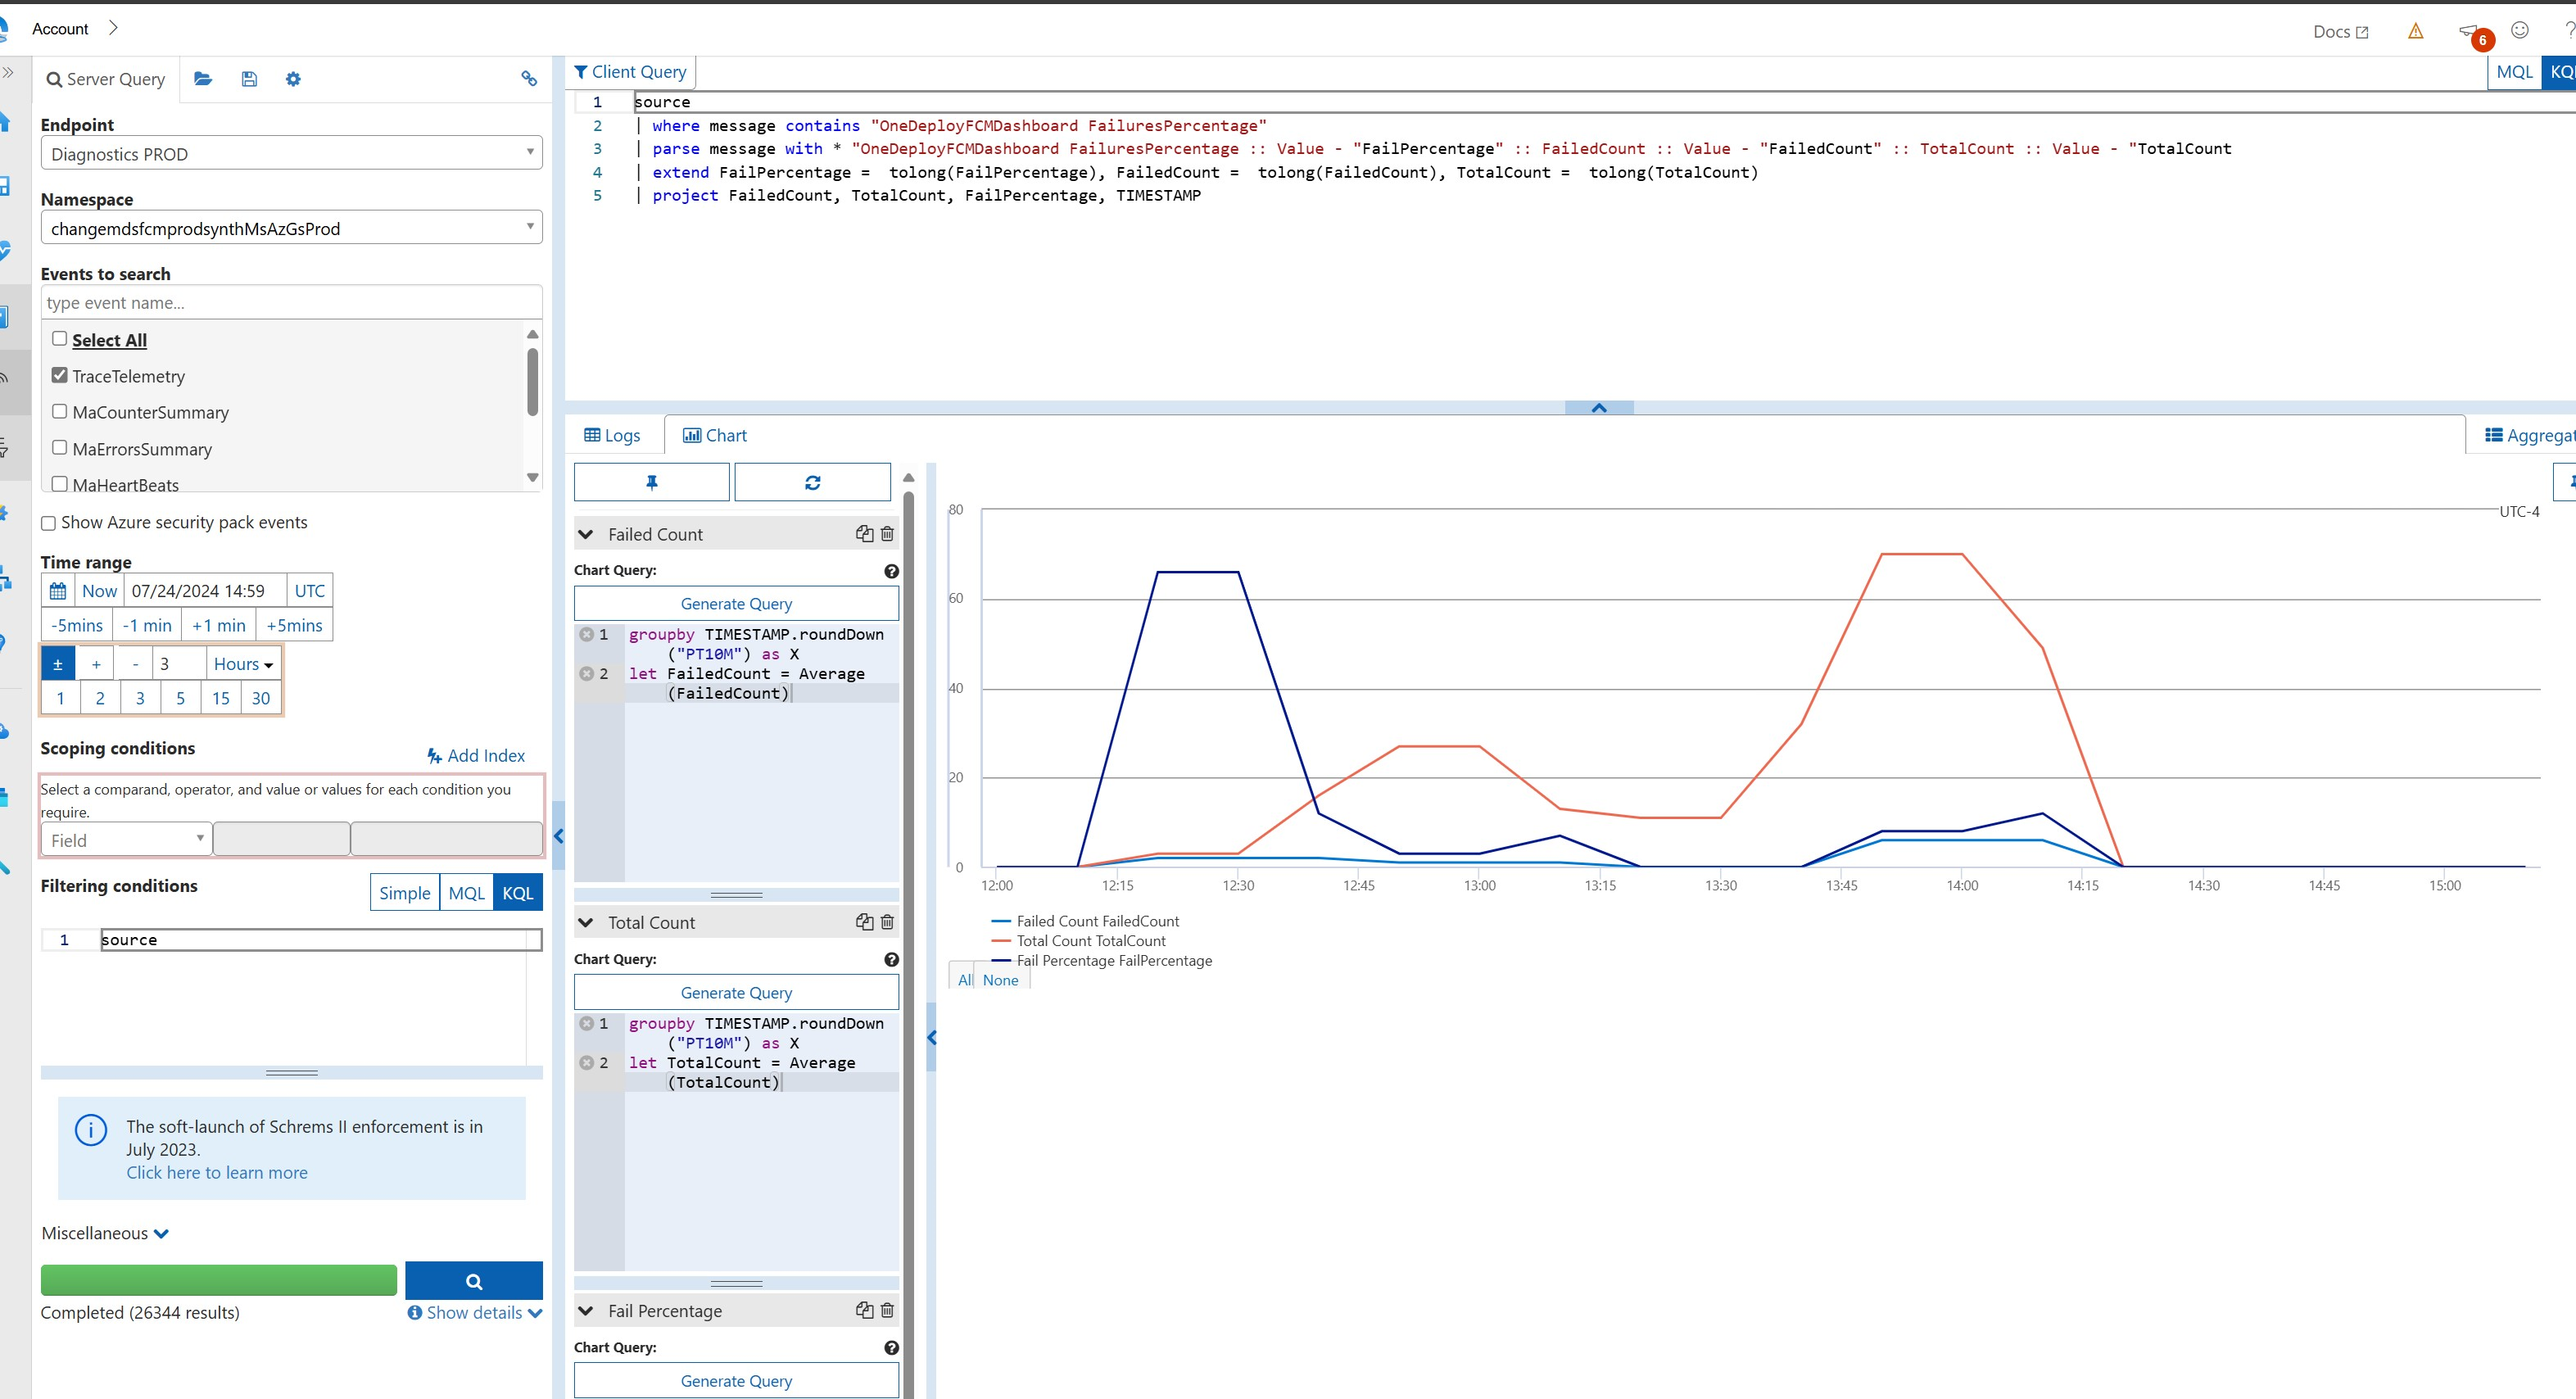 Account
Docs
6
Server Query
Endpoint
Diagnostics PROD
Namespace
changemdsfcmprodsynthMsAzGsProd
Events to search
type event name...
Select All
TraceTelemetry
MaCounterSummary
MaErrorsSummary
MaHeartBeats
Show Azure security pack events
Time range
Now 07/24/2024 14:59 UTC
-5mins -1 min +1 min +5mins
± + - 3 Hours
1 2 3 5 15 30
Scoping conditions
Add Index
Select a comparand, operator, and value or values for each condition you
require.
Field
Filtering conditions
Simple MQL KQL
1 source
The soft-launch of Schrems II enforcement is in
July 2023.
Click here to learn more
Miscellaneous
Completed (26344 results)
Show details
Client Query
MQL KQ
1 source
2 | where message contains "OneDeployFCMDashboard FailuresPercentage"
3 | parse message with * "OneDeployFCMDashboard FailuresPercentage :: Value - "FailPercentage" :: FailedCount :: Value - "FailedCount" :: TotalCount :: Value - "TotalCount
4 | extend FailPercentage = tolong(FailPercentage), FailedCount = tolong(FailedCount), TotalCount = tolong(TotalCount)
5 | project FailedCount, TotalCount, FailPercentage, TIMESTAMP
Logs
Chart
Aggregat
Failed Count
Chart Query:
Generate Query
1 groupby TIMESTAMP.roundDown
("PT10M") as X
2 let FailedCount = Average
(FailedCount)
Total Count
Chart Query:
Generate Query
1 groupby TIMESTAMP.roundDown
("PT10M") as X
2 let TotalCount = Average
(TotalCount)
Fail Percentage
Chart Query:
Generate Query
80
UTC-4
60
40
20
0
12:00 12:15 12:30 12:45 13:00 13:15 13:30 13:45 14:00 14:15 14:30 14:45 15:00
Failed Count FailedCount
Total Count TotalCount
Fail Percentage FailPercentage
All None